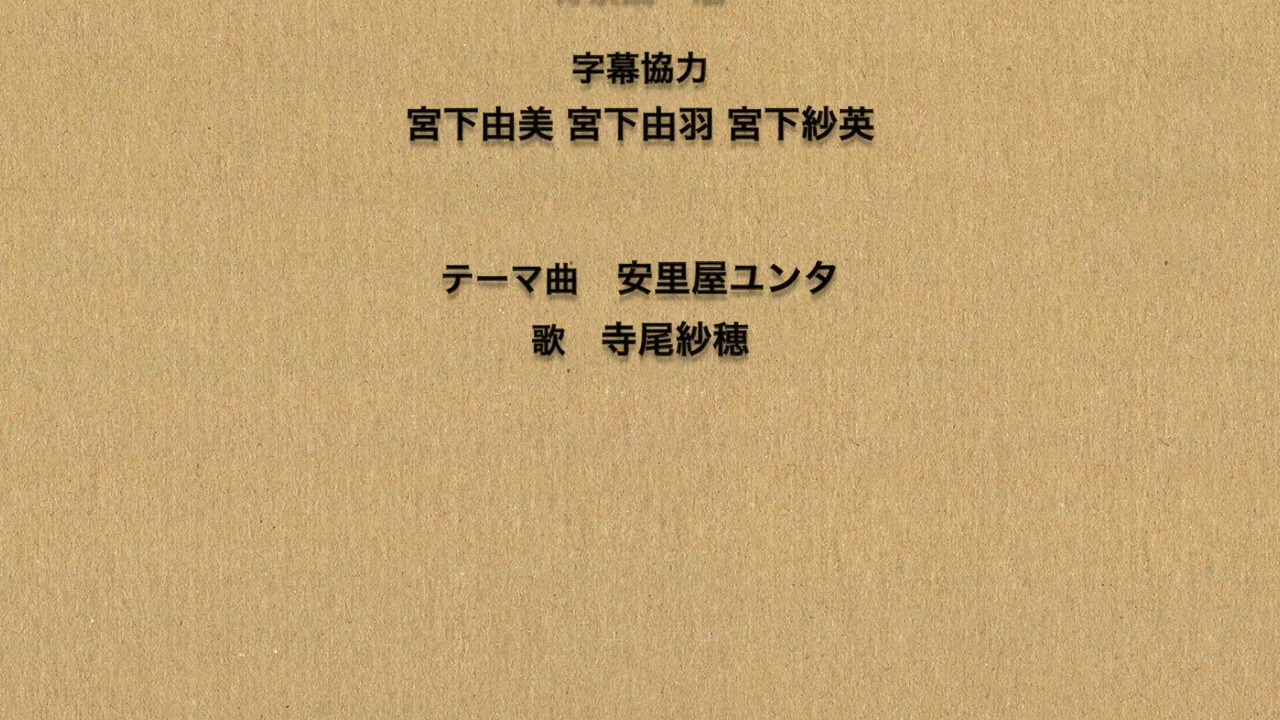 字幕協力
宮下由美 宮下由羽 宮下紗英
テーマ曲　安里屋ユンタ
歌　寺尾紗穂